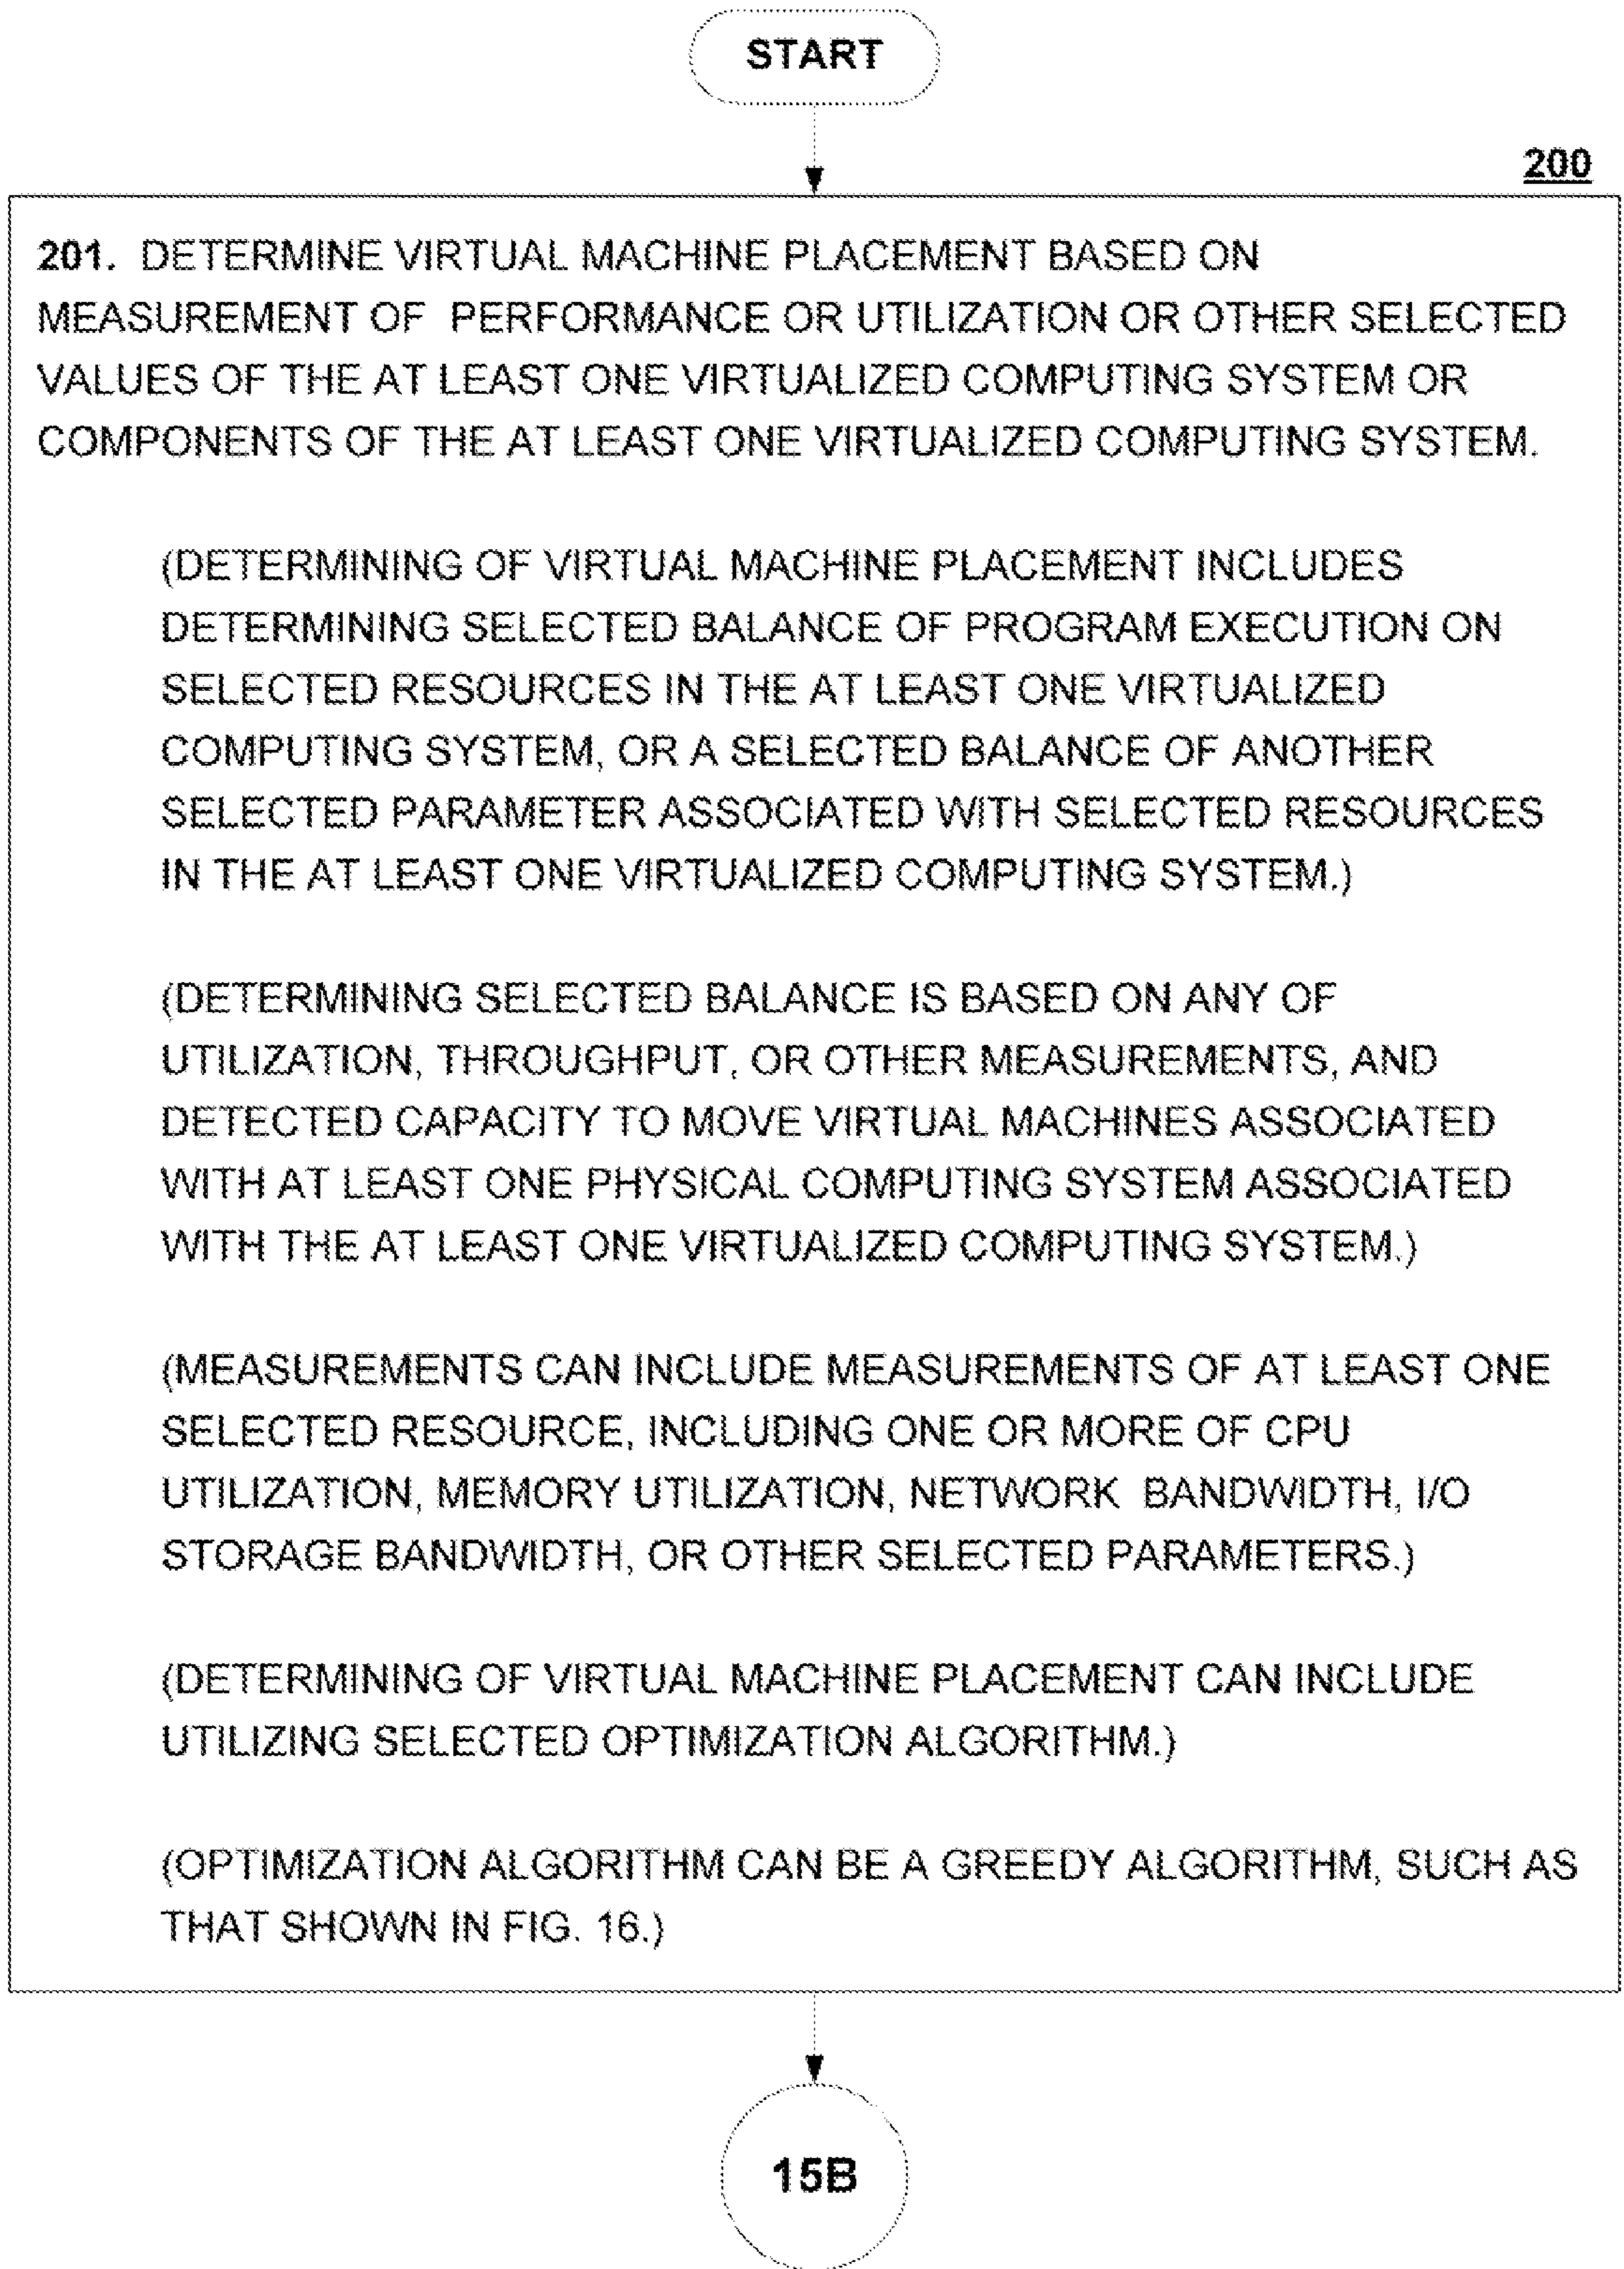 START
200
201. DETERMINE VIRTUAL MACHINE PLACEMENT BASED ON
MEASUREMENT OF PERFORMANCE OR UTILIZATION OR OTHER SELECTED
VALUES OF THE AT LEAST ONE VIRTUALIZED COMPUTING SYSTEM OR
COMPONENTS OF THE AT LEAST ONE VIRTUALIZED COMPUTING SYSTEM.
(DETERMINING OF VIRTUAL MACHINE PLACEMENT INCLUDES
DETERMINING SELECTED BALANCE OF PROGRAM EXECUTION ON
SELECTED RESOURCES IN THE AT LEAST ONE VIRTUALIZED
COMPUTING SYSTEM, OR A SELECTED BALANCE OF ANOTHER
SELECTED PARAMETER ASSOCIATED WITH SELECTED RESOURCES
IN THE AT LEAST ONE VIRTUALIZED COMPUTING SYSTEM.)
(DETERMINING SELECTED BALANCE IS BASED ON ANY OF
UTILIZATION, THROUGHPUT, OR OTHER MEASUREMENTS, AND
DETECTED CAPACITY TO MOVE VIRTUAL MACHINES ASSOCIATED
WITH AT LEAST ONE PHYSICAL COMPUTING SYSTEM ASSOCIATED
WITH THE AT LEAST ONE VIRTUALIZED COMPUTING SYSTEM.)
(MEASUREMENTS CAN INCLUDE MEASUREMENTS OF AT LEAST ONE
SELECTED RESOURCE, INCLUDING ONE OR MORE OF CPU
UTILIZATION, MEMORY UTILIZATION, NETWORK BANDWIDTH, I/O
STORAGE BANDWIDTH, OR OTHER SELECTED PARAMETERS.)
(DETERMINING OF VIRTUAL MACHINE PLACEMENT CAN INCLUDE
UTILIZING SELECTED OPTIMIZATION ALGORITHM.)
(OPTIMIZATION ALGORITHM CAN BE A GREEDY ALGORITHM, SUCH AS
THAT SHOWN IN FIG. 16.)
15B